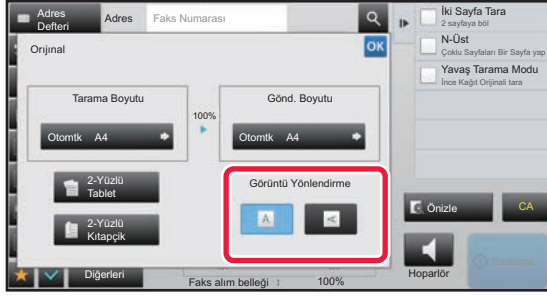 Adres Defteri
Adres
Faks Numarası
İki Sayfa Tara
2 sayfaya böl
N-Üst
Çoklu Sayfaları Bir Sayfa yap
Yavaş Tarama Modu
İnce Kağıt Orijinali tara
Orıjınal
OK
Tarama Boyutu
100%
Gönd. Boyutu
Otomtk A4
Otomtk A4
2-Yüzlü
Tablet
2-Yüzlü
Kıtapçik
Görüntü Yönlendirme
A
A
Önizle
CA
Diğerleri
Faks alım belleği :
100%
Hoparlör